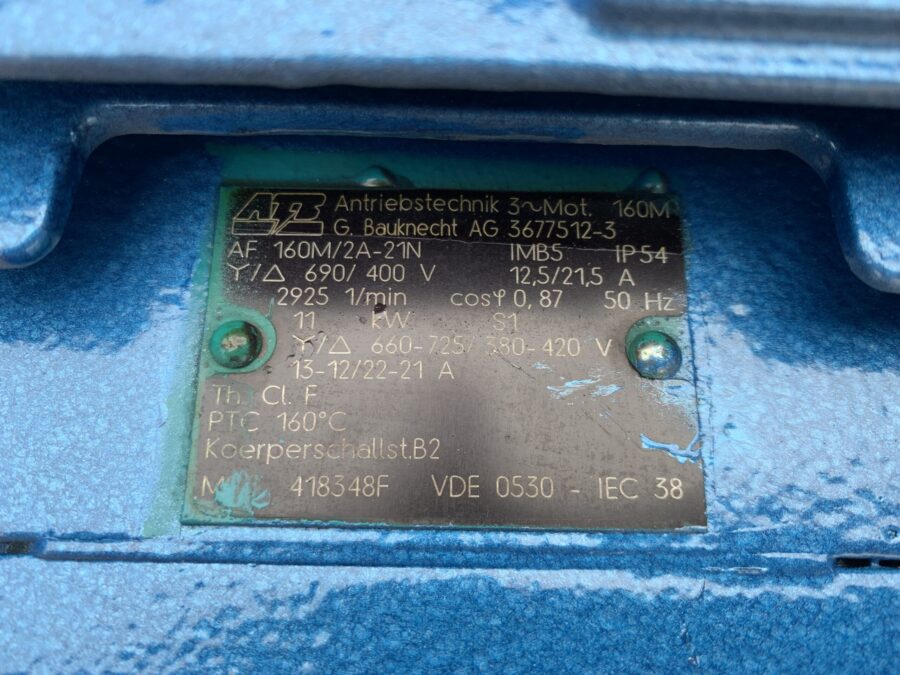 ATB Antriebstechnik 3~Mot. 160M
G. Bauknecht AG 3677512-3
AF 160M/2A-21N IMB5 IP54
Y/△ 690/ 400 V 12,5/21,5 A
2925 1/min cosφ 0,87 50 Hz
11 kW S1
Y/△ 660-725/ 380-420 V
13-12/22-21 A
Th. Cl. F
PTC 160°C
Koerperschallst.B2
418348F VDE 0530 - IEC 38